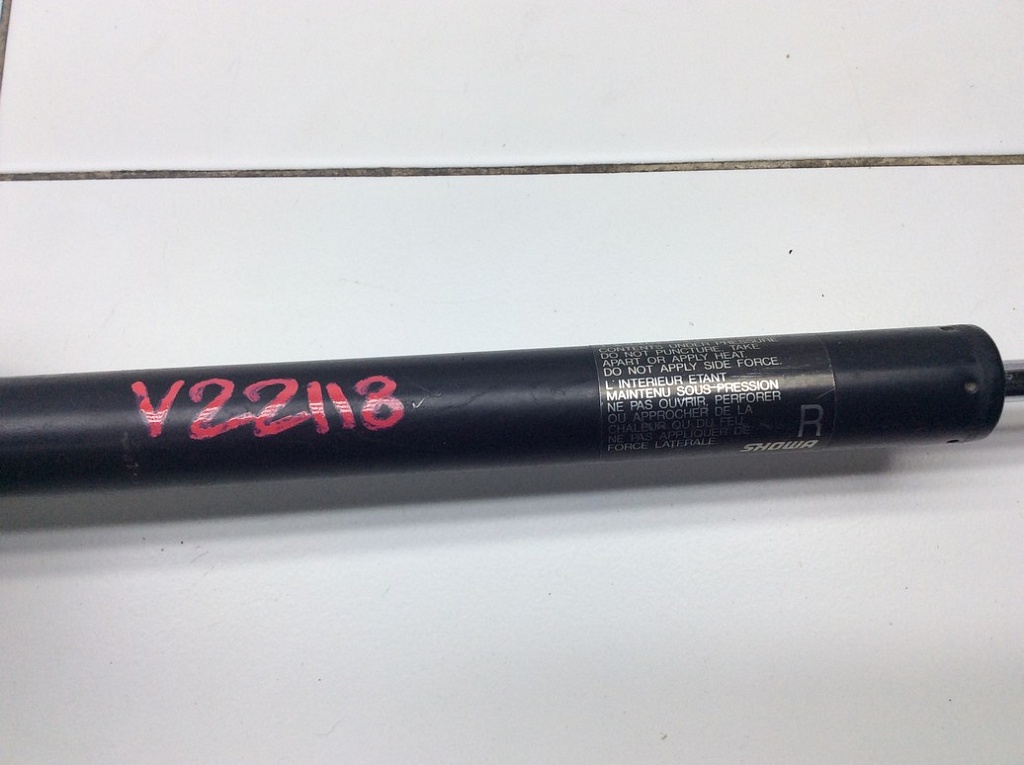 V22118
CONTENTS UNDER PRESSURE
DO NOT PUNCTURE, TAKE
APART OR APPLY HEAT
DO NOT APPLY SIDE FORCE.
L'INTERIEUR ETANT
MAINTENU SOUS PRESSION
NE PAS OUVRIR, PERFORER
OU APPROCHER DE LA
CHALEUR OU DU FEU
NE PAS APPLIQUER DE
FORCE LATERALE
R
SHOWA